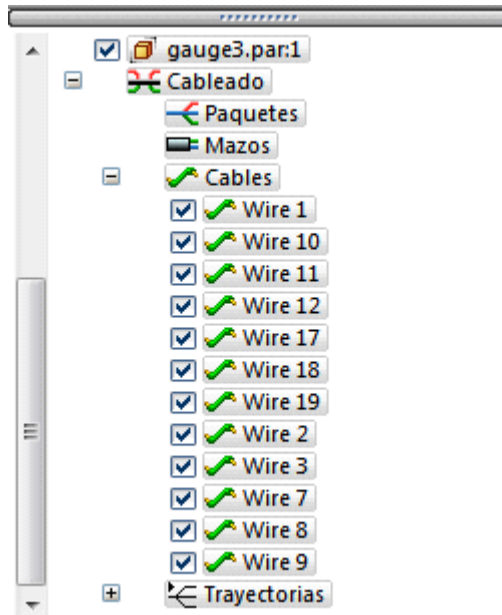 gauge3.par:1
Cableado
Paquetes
Mazos
Cables
Wire 1
Wire 10
Wire 11
Wire 12
Wire 17
Wire 18
Wire 19
Wire 2
Wire 3
Wire 7
Wire 8
Wire 9
Trayectorias